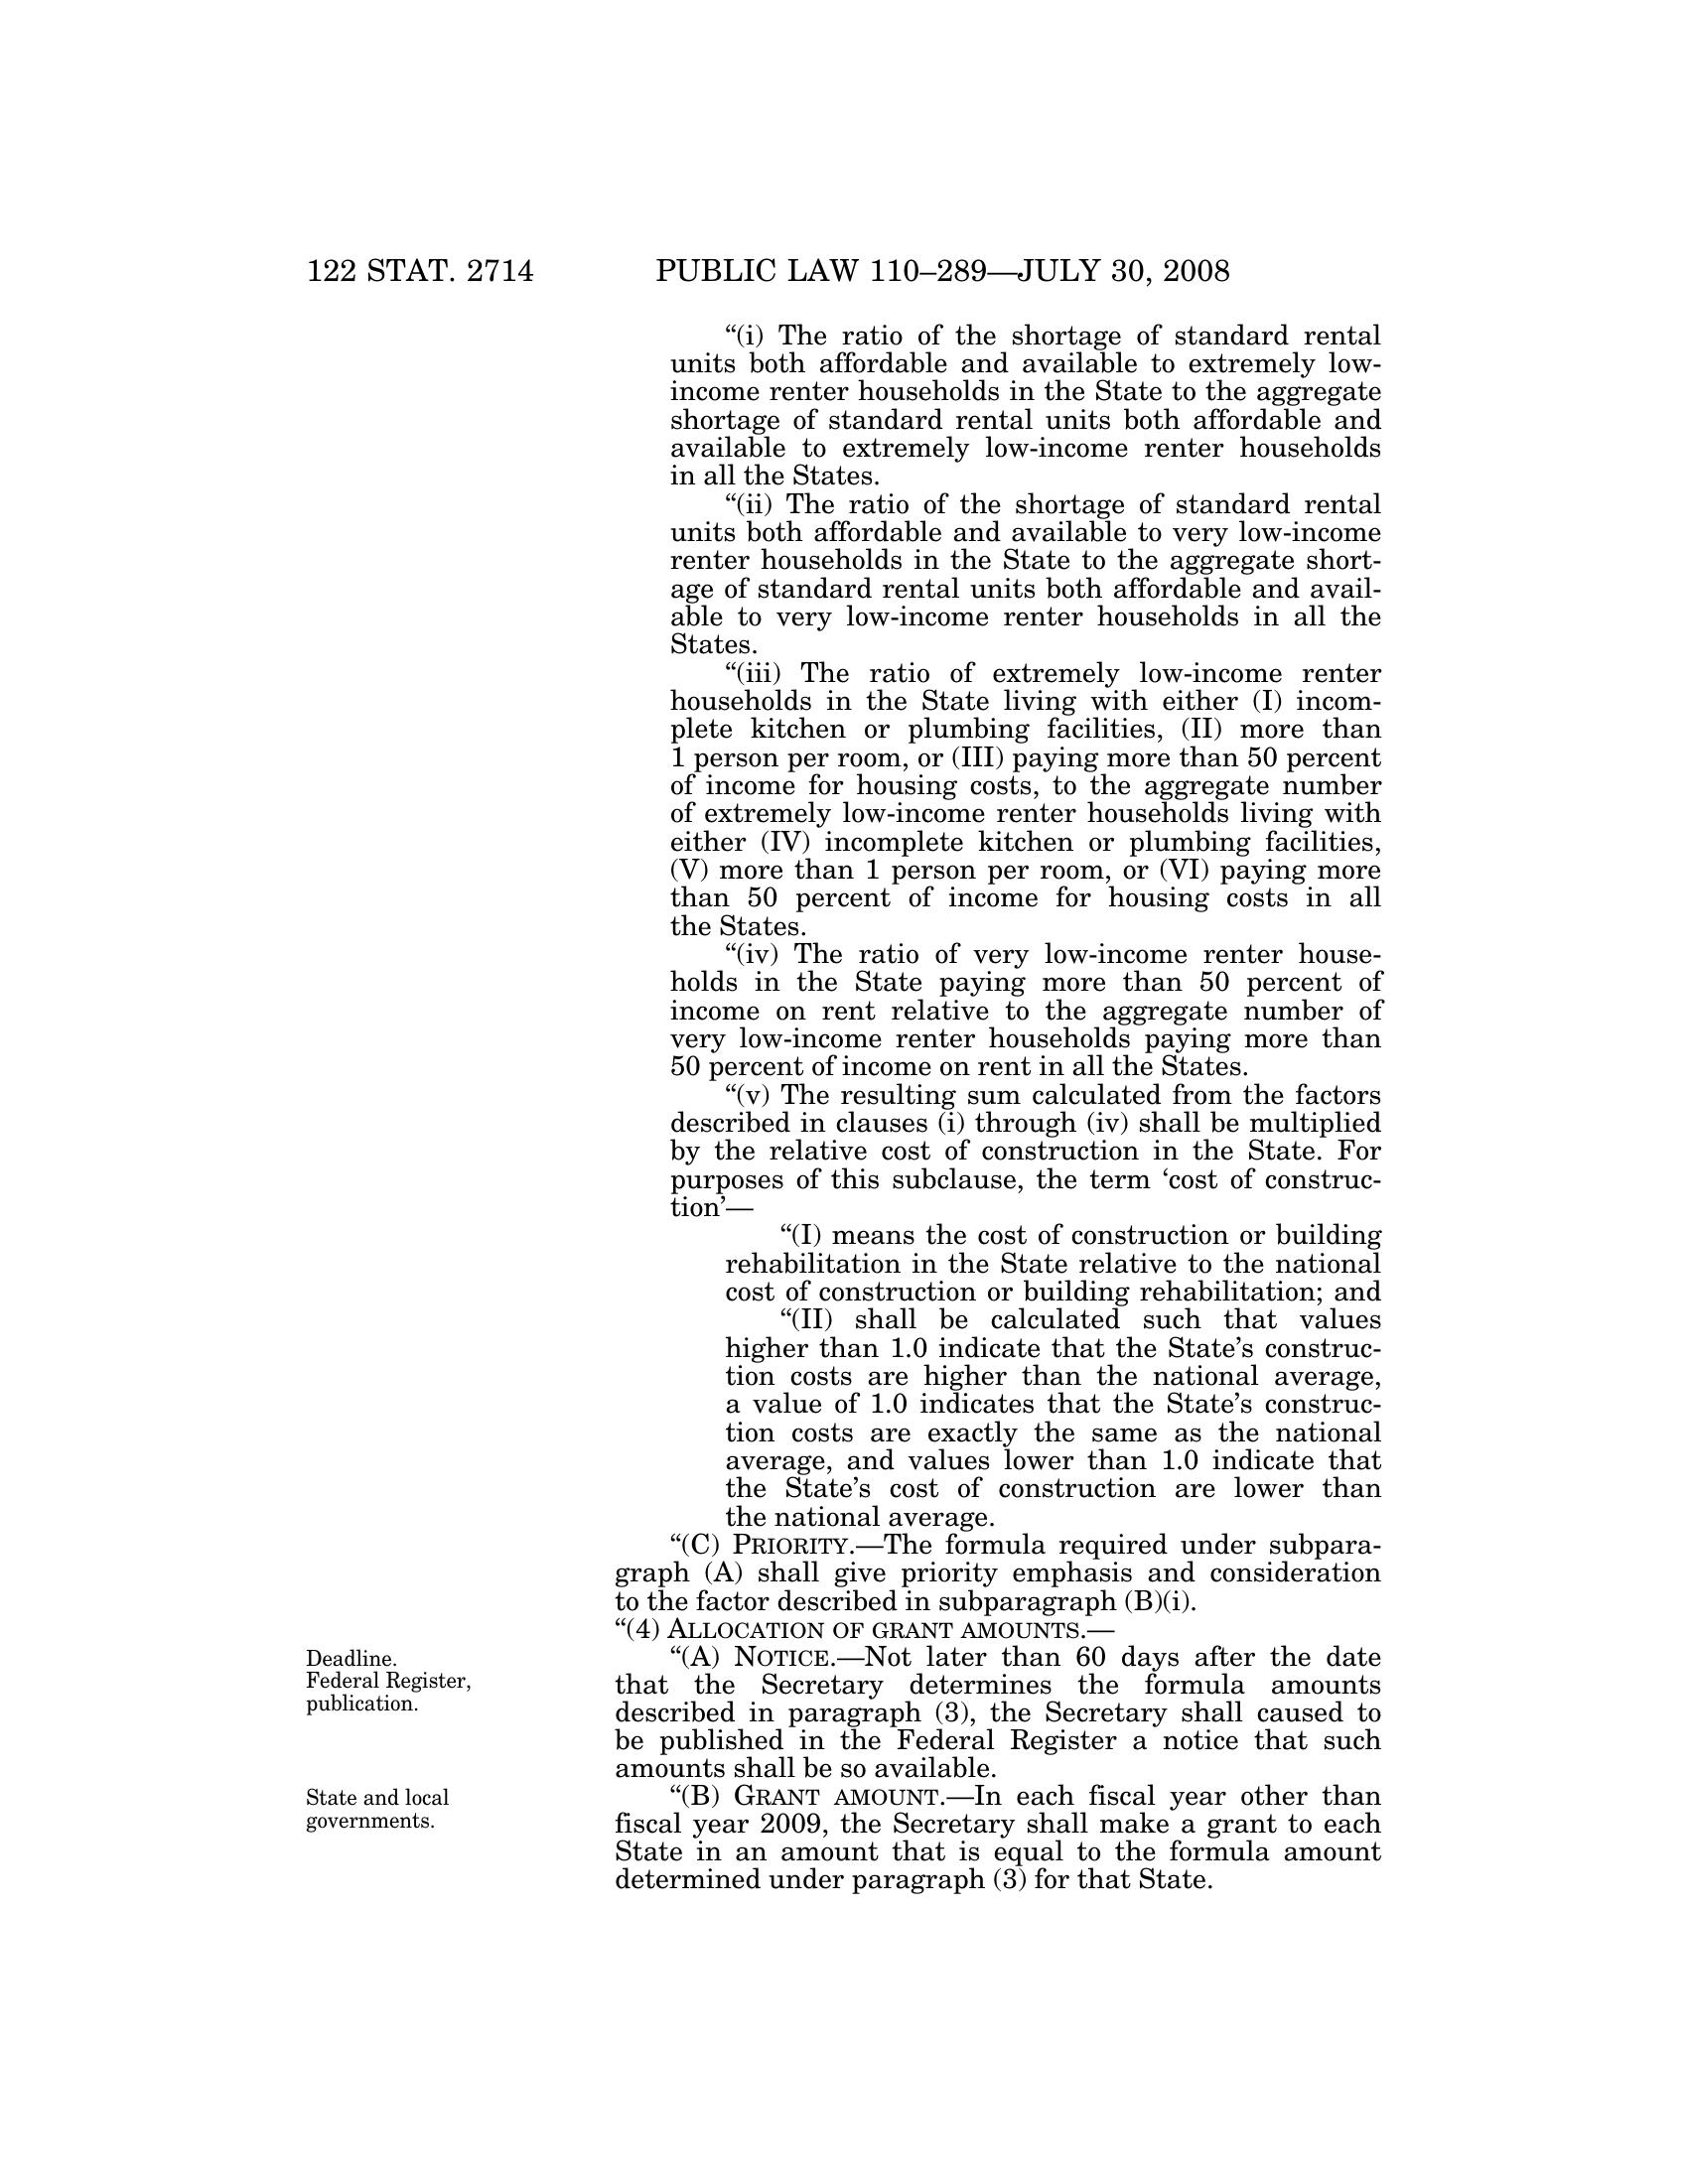 122 STAT. 2714 PUBLIC LAW 110–289—JULY 30, 2008
“(i) The ratio of the shortage of standard rental
units both affordable and available to extremely low-
income renter households in the State to the aggregate
shortage of standard rental units both affordable and
available to extremely low-income renter households
in all the States.
“(ii) The ratio of the shortage of standard rental
units both affordable and available to very low-income
renter households in the State to the aggregate short-
age of standard rental units both affordable and avail-
able to very low-income renter households in all the
States.
“(iii) The ratio of extremely low-income renter
households in the State living with either (I) incom-
plete kitchen or plumbing facilities, (II) more than
1 person per room, or (III) paying more than 50 percent
of income for housing costs, to the aggregate number
of extremely low-income renter households living with
either (IV) incomplete kitchen or plumbing facilities,
(V) more than 1 person per room, or (VI) paying more
than 50 percent of income for housing costs in all
the States.
“(iv) The ratio of very low-income renter house-
holds in the State paying more than 50 percent of
income on rent relative to the aggregate number of
very low-income renter households paying more than
50 percent of income on rent in all the States.
“(v) The resulting sum calculated from the factors
described in clauses (i) through (iv) shall be multiplied
by the relative cost of construction in the State. For
purposes of this subclause, the term ‘cost of construc-
tion’—
“(I) means the cost of construction or building
rehabilitation in the State relative to the national
cost of construction or building rehabilitation; and
“(II) shall be calculated such that values
higher than 1.0 indicate that the State’s construc-
tion costs are higher than the national average,
a value of 1.0 indicates that the State’s construc-
tion costs are exactly the same as the national
average, and values lower than 1.0 indicate that
the State’s cost of construction are lower than
the national average.
“(C) PRIORITY.—The formula required under subpara-
graph (A) shall give priority emphasis and consideration
to the factor described in subparagraph (B)(i).
“(4) ALLOCATION OF GRANT AMOUNTS.—
Deadline.
Federal Register,
publication.
“(A) NOTICE.—Not later than 60 days after the date
that the Secretary determines the formula amounts
described in paragraph (3), the Secretary shall caused to
be published in the Federal Register a notice that such
amounts shall be so available.
State and local
governments.
“(B) GRANT AMOUNT.—In each fiscal year other than
fiscal year 2009, the Secretary shall make a grant to each
State in an amount that is equal to the formula amount
determined under paragraph (3) for that State.